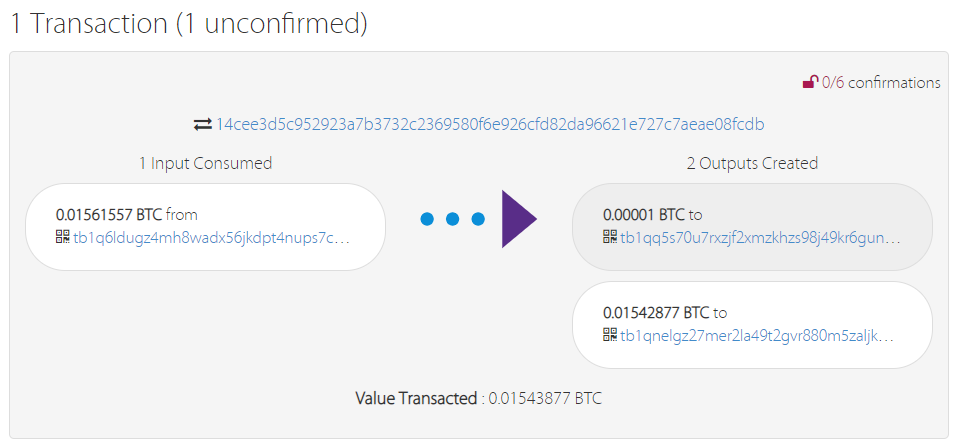 1 Transaction (1 unconfirmed)
0/6 confirmations
14cee3d5c952923a7b3732c2369580f6e926cfd82da96621e727c7aeae08fcdb
1 Input Consumed
2 Outputs Created
0.01561557 BTC from
tb1q6ldugz4mh8wadx56jkdpt4nups7c...
0.00001 BTC to
tb1qq5s70u7rxzjf2xmzkhzs98j49kr6gun...
0.01542877 BTC to
tb1qnelgz27mer2la49t2gvr880m5zaljk...
Value Transacted : 0.01543877 BTC